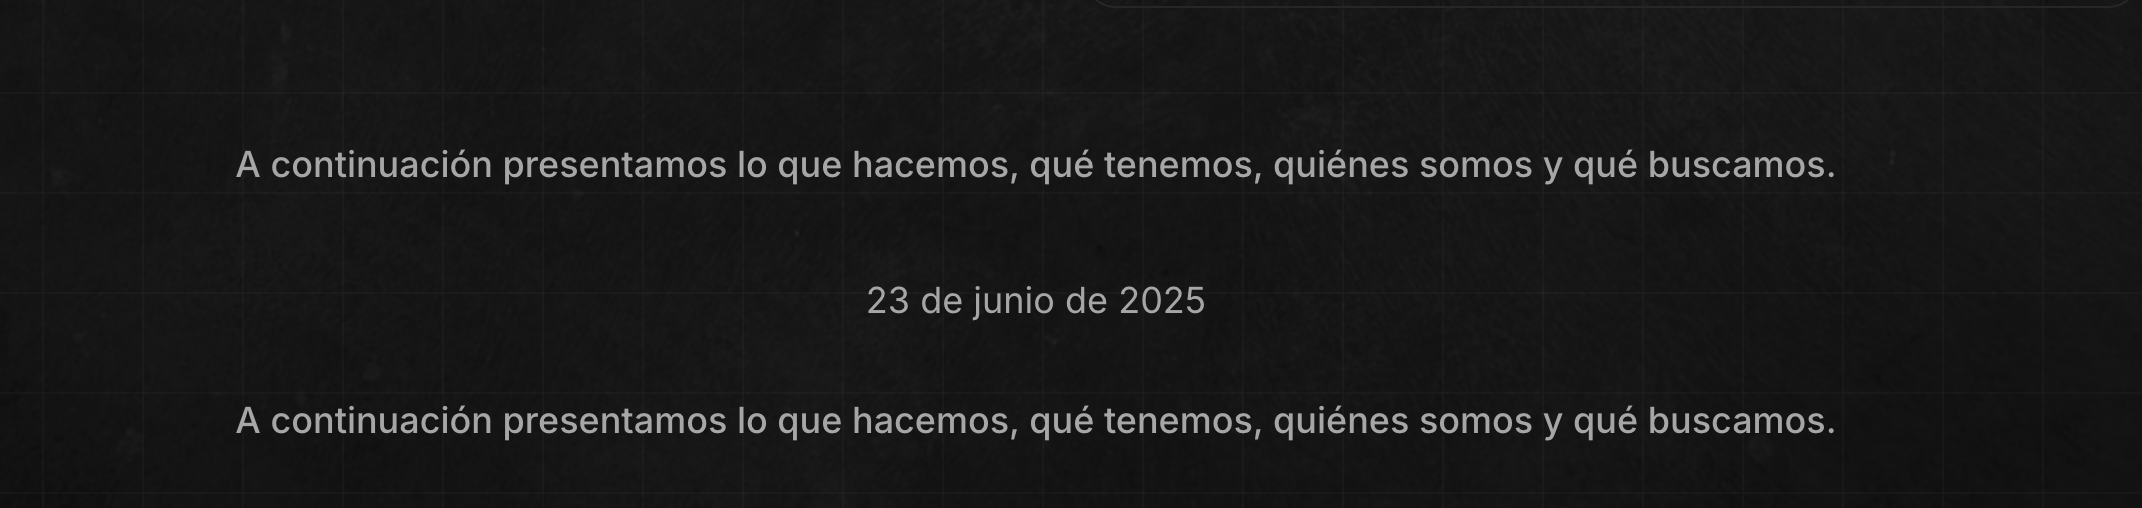 A continuación presentamos lo que hacemos, qué tenemos, quiénes somos y qué buscamos.
23 de junio de 2025
A continuación presentamos lo que hacemos, qué tenemos, quiénes somos y qué buscamos.